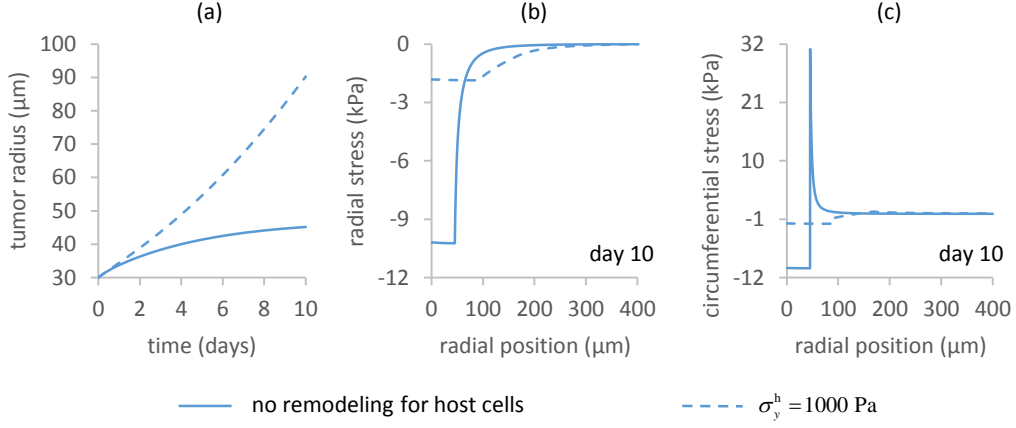 (a)
tumor radius (µm)
100
90
80
70
60
50
40
30
0 2 4 6 8 10
time (days)
(b)
radial stress (kPa)
0
-3
-6
-9
-12
day 10
0 100 200 300 400
radial position (µm)
(c)
circumferential stress (kPa)
32
21
10
-1
-12
day 10
0 100 200 300 400
radial position (µm)
no remodeling for host cells
σ_y^h = 1000 Pa